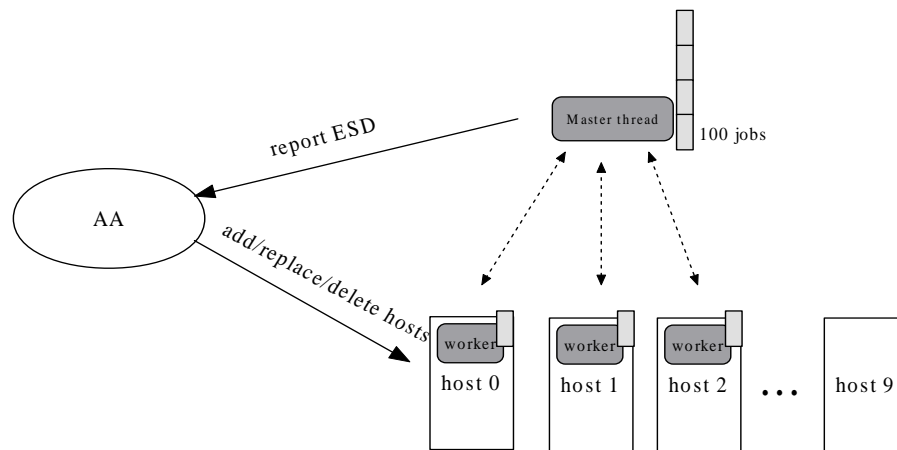 Master thread
100 jobs
report ESD
AA
add/replace/delete hosts
worker
worker
worker
host 0
host 1
host 2
...
host 9